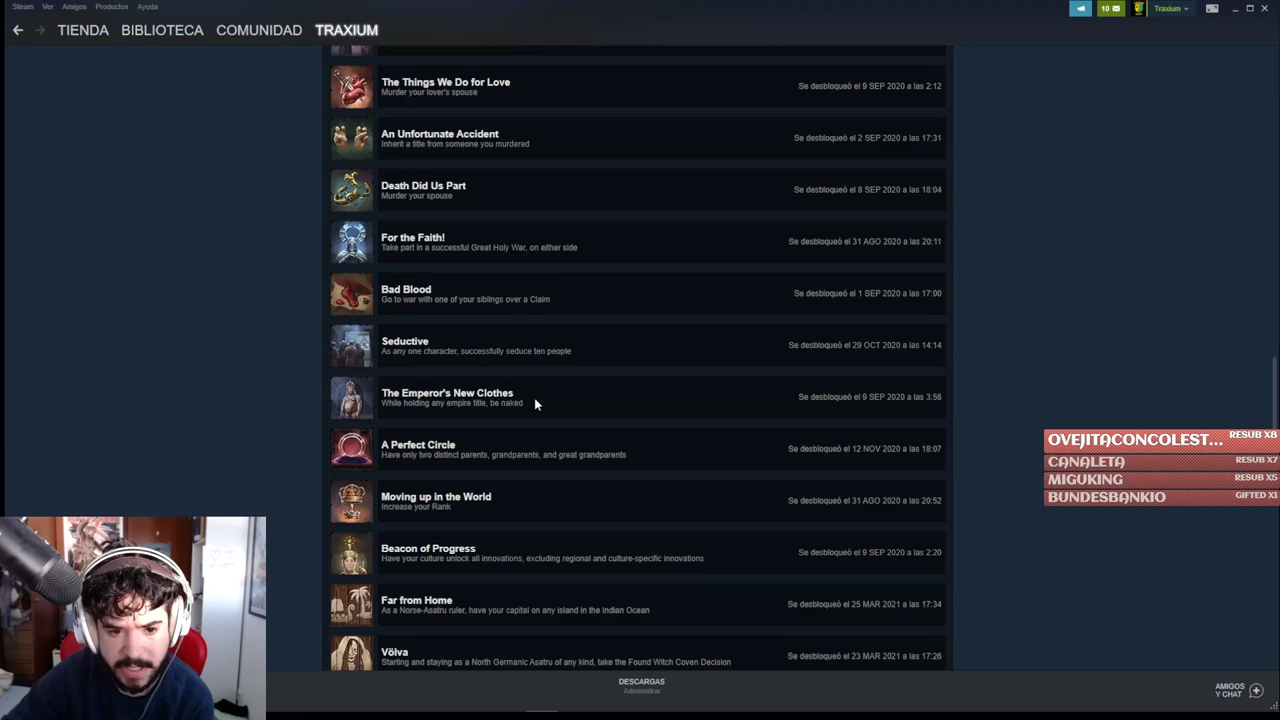 Steam Ver Amigos Productos Ayuda
10 Traxium
TIENDA BIBLIOTECA COMUNIDAD TRAXIUM
The Things We Do for Love
Murder your lover's spouse
Se desbloqueó el 9 SEP 2020 a las 2:12
An Unfortunate Accident
Inherit a title from someone you murdered
Se desbloqueó el 2 SEP 2020 a las 17:31
Death Did Us Part
Murder your spouse
Se desbloqueó el 8 SEP 2020 a las 18:04
For the Faith!
Take part in a successful Great Holy War, on either side
Se desbloqueó el 31 AGO 2020 a las 20:11
Bad Blood
Go to war with one of your siblings over a Claim
Se desbloqueó el 1 SEP 2020 a las 17:00
Seductive
As any one character, successfully seduce ten people
Se desbloqueó el 29 OCT 2020 a las 14:14
The Emperor's New Clothes
While holding any empire title, be naked
Se desbloqueó el 9 SEP 2020 a las 3:56
A Perfect Circle
Have only two distinct parents, grandparents, and great grandparents
Se desbloqueó el 12 NOV 2020 a las 18:07
Moving up in the World
Increase your Rank
Se desbloqueó el 31 AGO 2020 a las 20:52
Beacon of Progress
Have your culture unlock all innovations, excluding regional and culture-specific innovations
Se desbloqueó el 9 SEP 2020 a las 2:20
Far from Home
As a Norse-Asatru ruler, have your capital on any island in the Indian Ocean
Se desbloqueó el 25 MAR 2021 a las 17:34
Völva
Starting and staying as a North Germanic Asatru of any kind, take the Found Witch Coven Decision
Se desbloqueó el 23 MAR 2021 a las 17:26
OVEJITACONCOLEST... RESUB X8
CANALETA RESUB X7
MIGUKING RESUB X5
BUNDESBANKIO GIFTED X1
DESCARGAS
Administrar
AMIGOS
Y CHAT